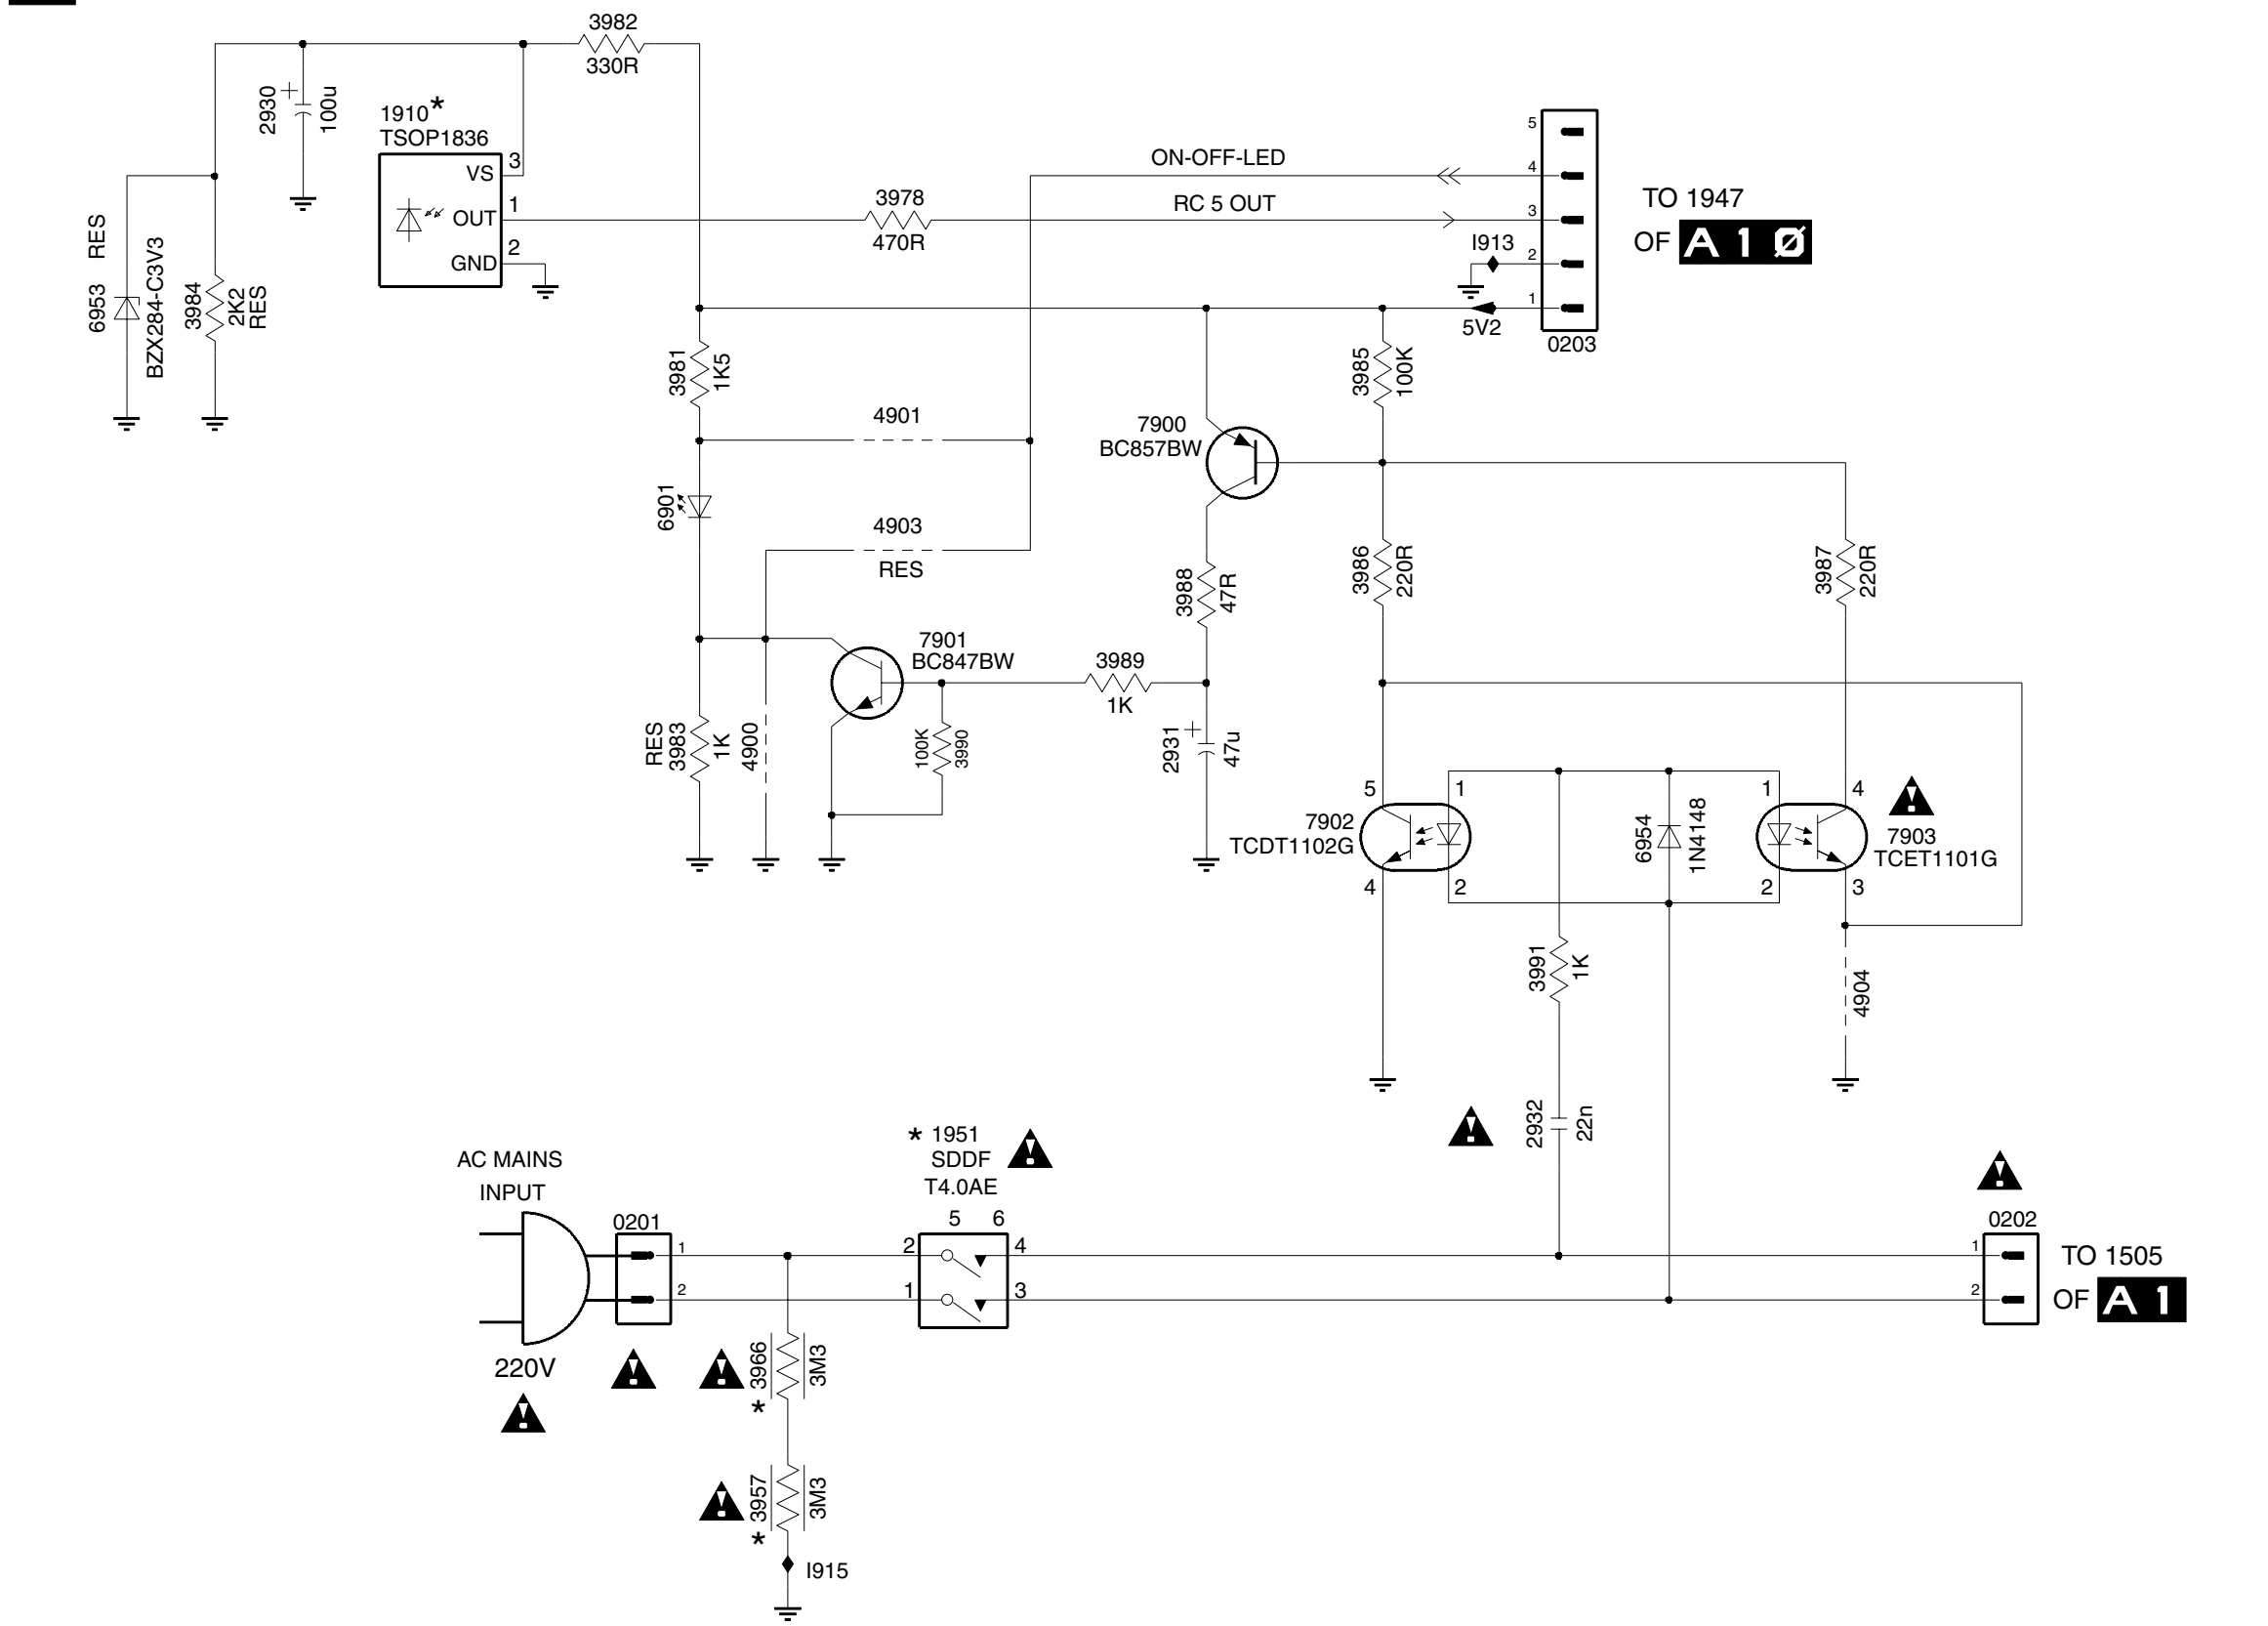 3982
330R
2930
+
100u
1910*
TSOP1836
VS
3
OUT
1
GND
2
RES
6953
BZX284-C3V3
3984
2K2
RES
3978
470R
ON-OFF-LED
RC 5 OUT
I913
5V2
5
4
3
2
1
0203
TO 1947
OF A 1 0
3981
1K5
4901
6901
4903
RES
7900
BC857BW
3985
100K
3986
220R
3987
220R
3988
47R
7901
BC847BW
3989
1K
RES
3983
1K
4900
100K
3990
2931
+
47u
5
1
7902
TCDT1102G
4
2
6954
1N4148
1
4
7903
TCET1101G
2
3
3991
1K
4904
2932
22n
AC MAINS
INPUT
220V
0201
1
2
* 1951
SDDF
T4.0AE
5 6
2 4
1 3
3966
3M3
*
3957
3M3
*
I915
0202
1
2
TO 1505
OF A 1